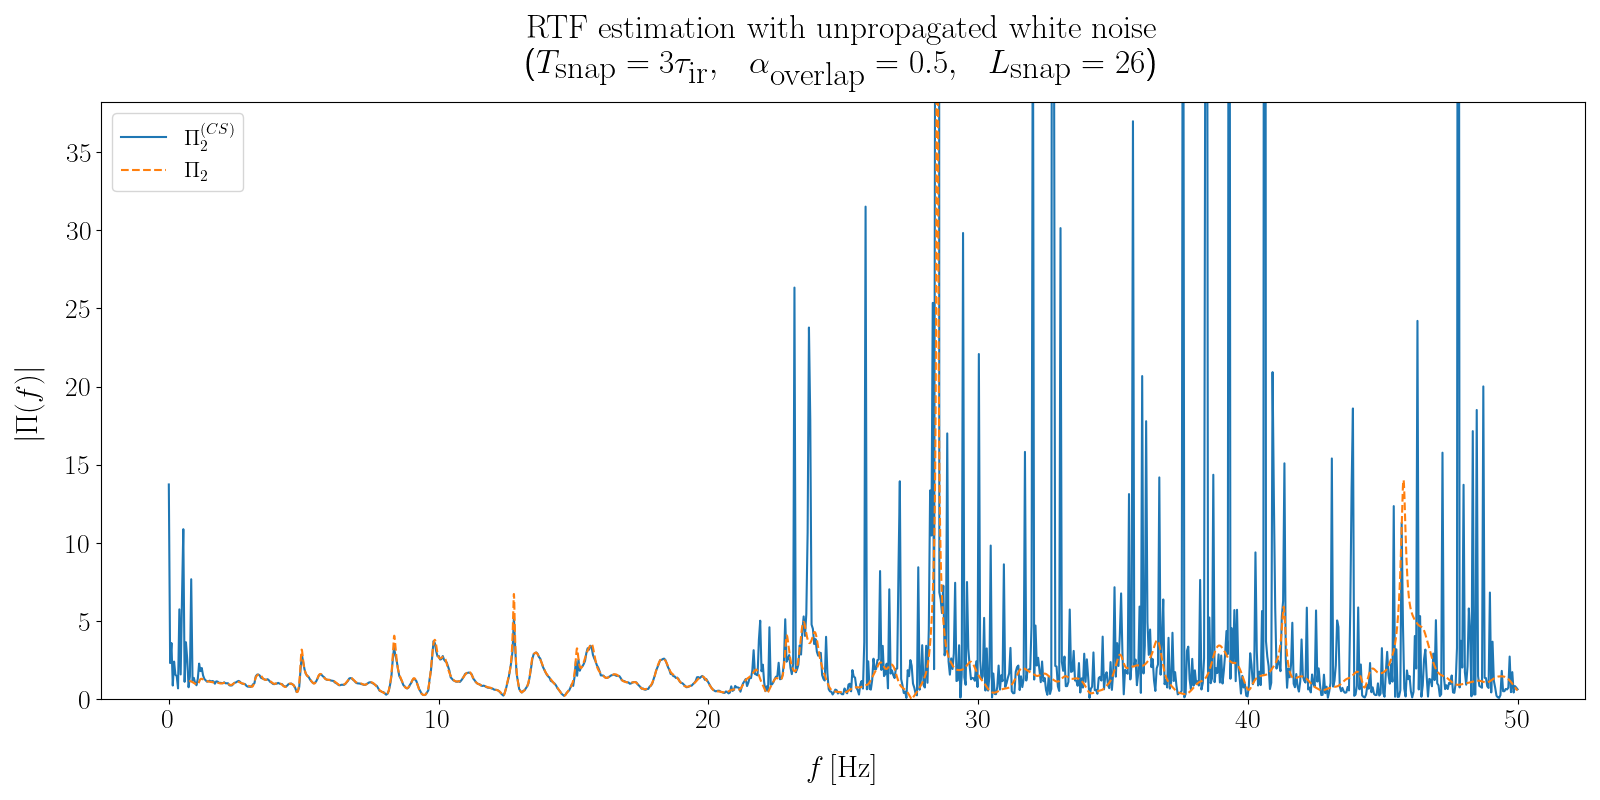 RTF estimation with unpropagated white noise
(T_snap = 3τ_ir, α_overlap = 0.5, L_snap = 26)
Π_2^(CS)
Π_2
|Π(f)|
35
30
25
20
15
10
5
0
0 10 20 30 40 50
f [Hz]